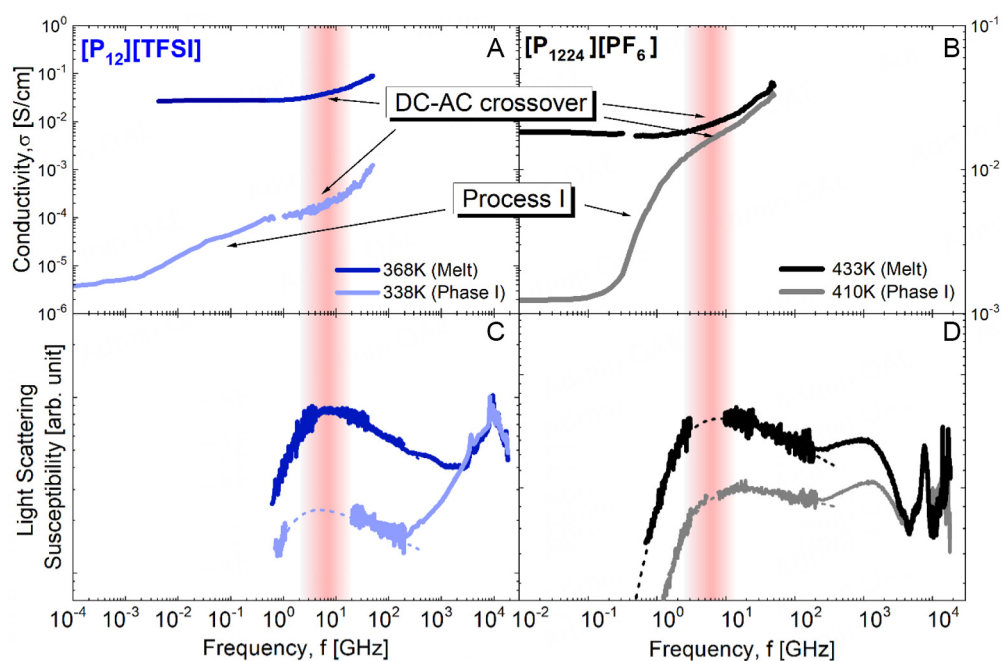 [P₁₂][TFSI]
A
[P₁₂₂₄][PF₆]
B
10⁰
10⁻¹
10⁻²
10⁻³
10⁻⁴
10⁻⁵
10⁻⁶
Conductivity,σ [S/cm]
DC-AC crossover
Process I
368K (Melt)
338K (Phase I)
433K (Melt)
410K (Phase I)
10⁻¹
10⁻²
10⁻³
C
D
Light Scattering
Susceptibility [arb. unit]
10⁻⁴ 10⁻³ 10⁻² 10⁻¹ 10⁰ 10¹ 10² 10³ 10⁴
10⁻² 10⁻¹ 10⁰ 10¹ 10² 10³ 10⁴
Frequency, f [GHz]
Frequency, f [GHz]